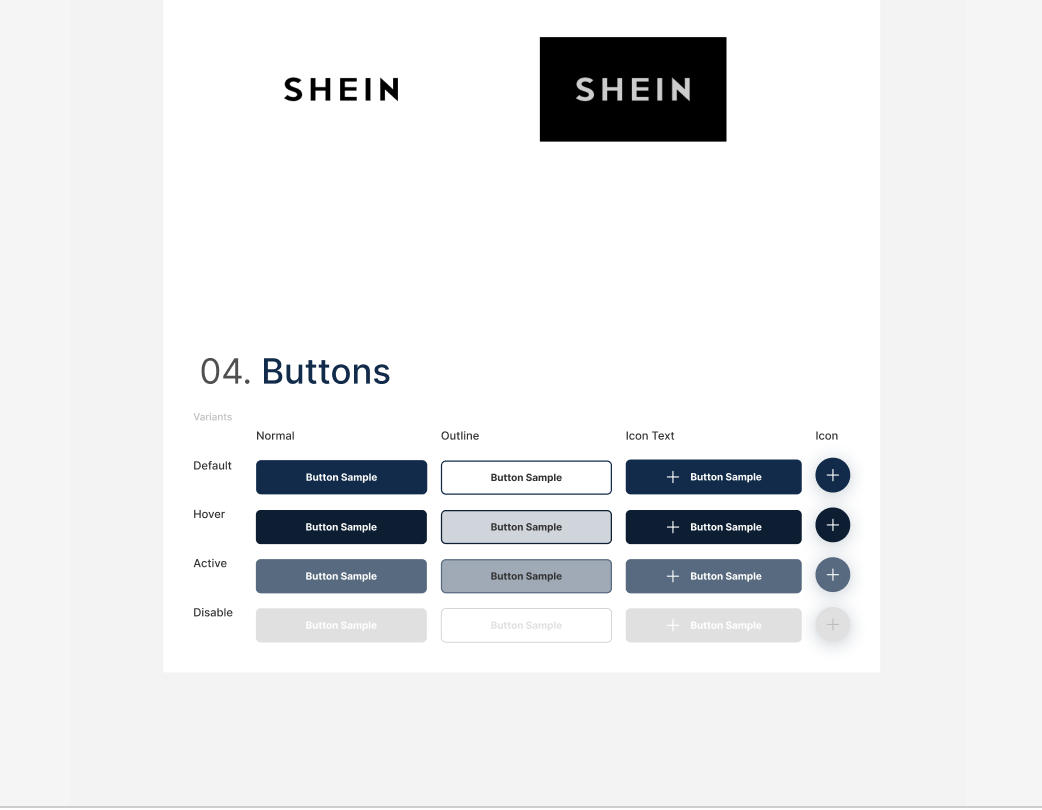 SHEIN
SHEIN
04. Buttons
Variants
Normal Outline Icon Text Icon
Default Button Sample Button Sample Button Sample
Hover Button Sample Button Sample Button Sample
Active Button Sample Button Sample Button Sample
Disable Button Sample Button Sample Button Sample